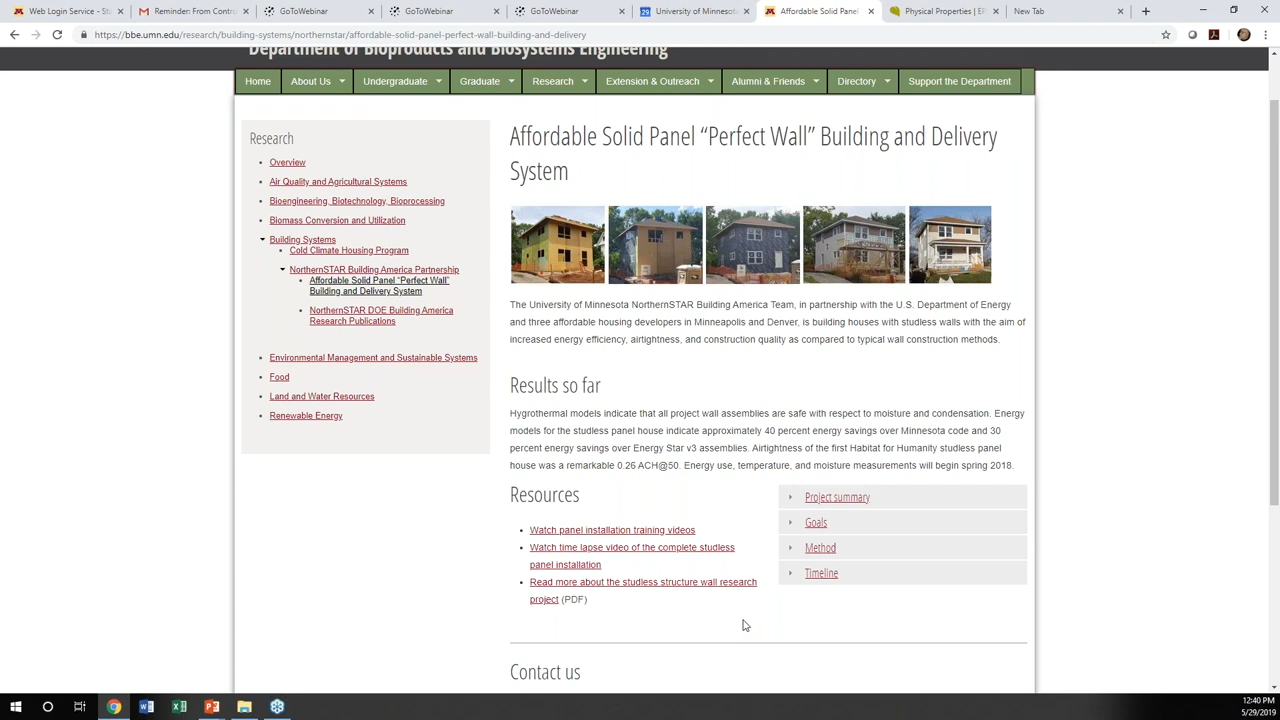 Web Login Service - Sta
Reminder From Contro
GoToWebinar
GoToWebinar
GoToWebinar
University of Minnesota
Affordable Solid Panel
Physical Properties | EP
New Tab
https://bbe.umn.edu/research/building-systems/northernstar/affordable-solid-panel-perfect-wall-building-and-delivery
Department of Bioproducts and Biosystems Engineering
Home
About Us
Undergraduate
Graduate
Research
Extension & Outreach
Alumni & Friends
Directory
Support the Department
Research
Overview
Air Quality and Agricultural Systems
Bioengineering, Biotechnology, Bioprocessing
Biomass Conversion and Utilization
Building Systems
Cold Climate Housing Program
NorthernSTAR Building America Partnership
Affordable Solid Panel “Perfect Wall”
Building and Delivery System
NorthernSTAR DOE Building America
Research Publications
Environmental Management and Sustainable Systems
Food
Land and Water Resources
Renewable Energy
Affordable Solid Panel “Perfect Wall” Building and Delivery
System
The University of Minnesota NorthernSTAR Building America Team, in partnership with the U.S. Department of Energy
and three affordable housing developers in Minneapolis and Denver, is building houses with studless walls with the aim of
increased energy efficiency, airtightness, and construction quality as compared to typical wall construction methods.
Results so far
Hygrothermal models indicate that all project wall assemblies are safe with respect to moisture and condensation. Energy
models for the studless panel house indicate approximately 40 percent energy savings over Minnesota code and 30
percent energy savings over Energy Star v3 assemblies. Airtightness of the first Habitat for Humanity studless panel
house was a remarkable 0.26 ACH@50. Energy use, temperature, and moisture measurements will begin spring 2018.
Resources
Watch panel installation training videos
Watch time lapse video of the complete studless
panel installation
Read more about the studless structure wall research
project (PDF)
Project summary
Goals
Method
Timeline
Contact us
12:40 PM
5/29/2019